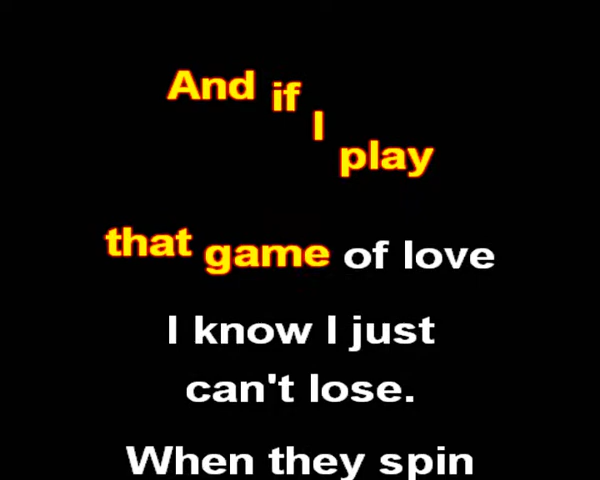 And if I play
that game of love
I know I just
can't lose.
When they spin